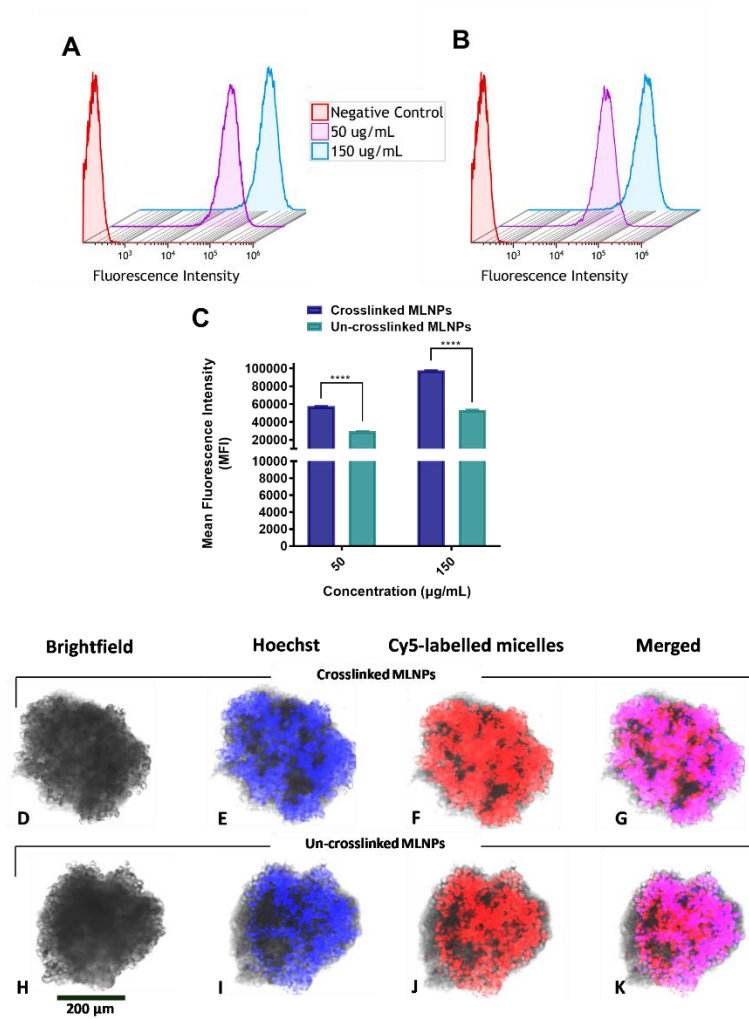 A
B
Negative Control
50 ug/mL
150 ug/mL
10³ 10⁴ 10⁵ 10⁶
Fluorescence Intensity
10³ 10⁴ 10⁵ 10⁶
Fluorescence Intensity
C
Crosslinked MLNPs
Un-crosslinked MLNPs
Mean Fluorescence Intensity
(MFI)
100000
80000
60000
40000
20000
10000
8000
6000
4000
2000
0
****
****
50
150
Concentration (µg/mL)
Brightfield Hoechst Cy5-labelled micelles Merged
Crosslinked MLNPs
D E F G
Un-crosslinked MLNPs
H I J K
200 µm